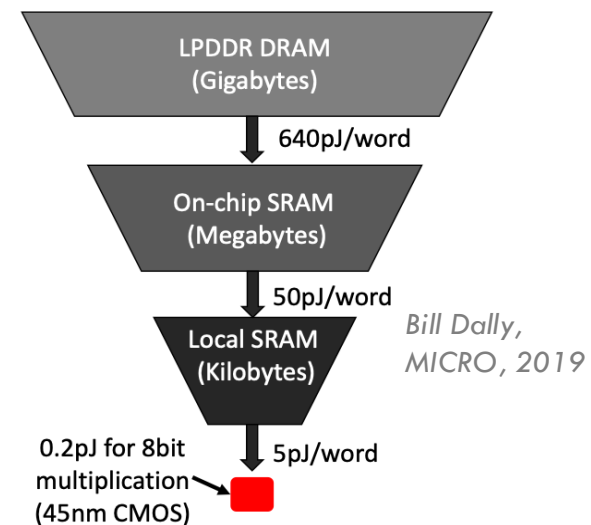 LPDDR DRAM
(Gigabytes)
640pJ/word
On-chip SRAM
(Megabytes)
50pJ/word
Local SRAM
(Kilobytes)
Bill Dally,
MICRO, 2019
5pJ/word
0.2pJ for 8bit
multiplication
(45nm CMOS)